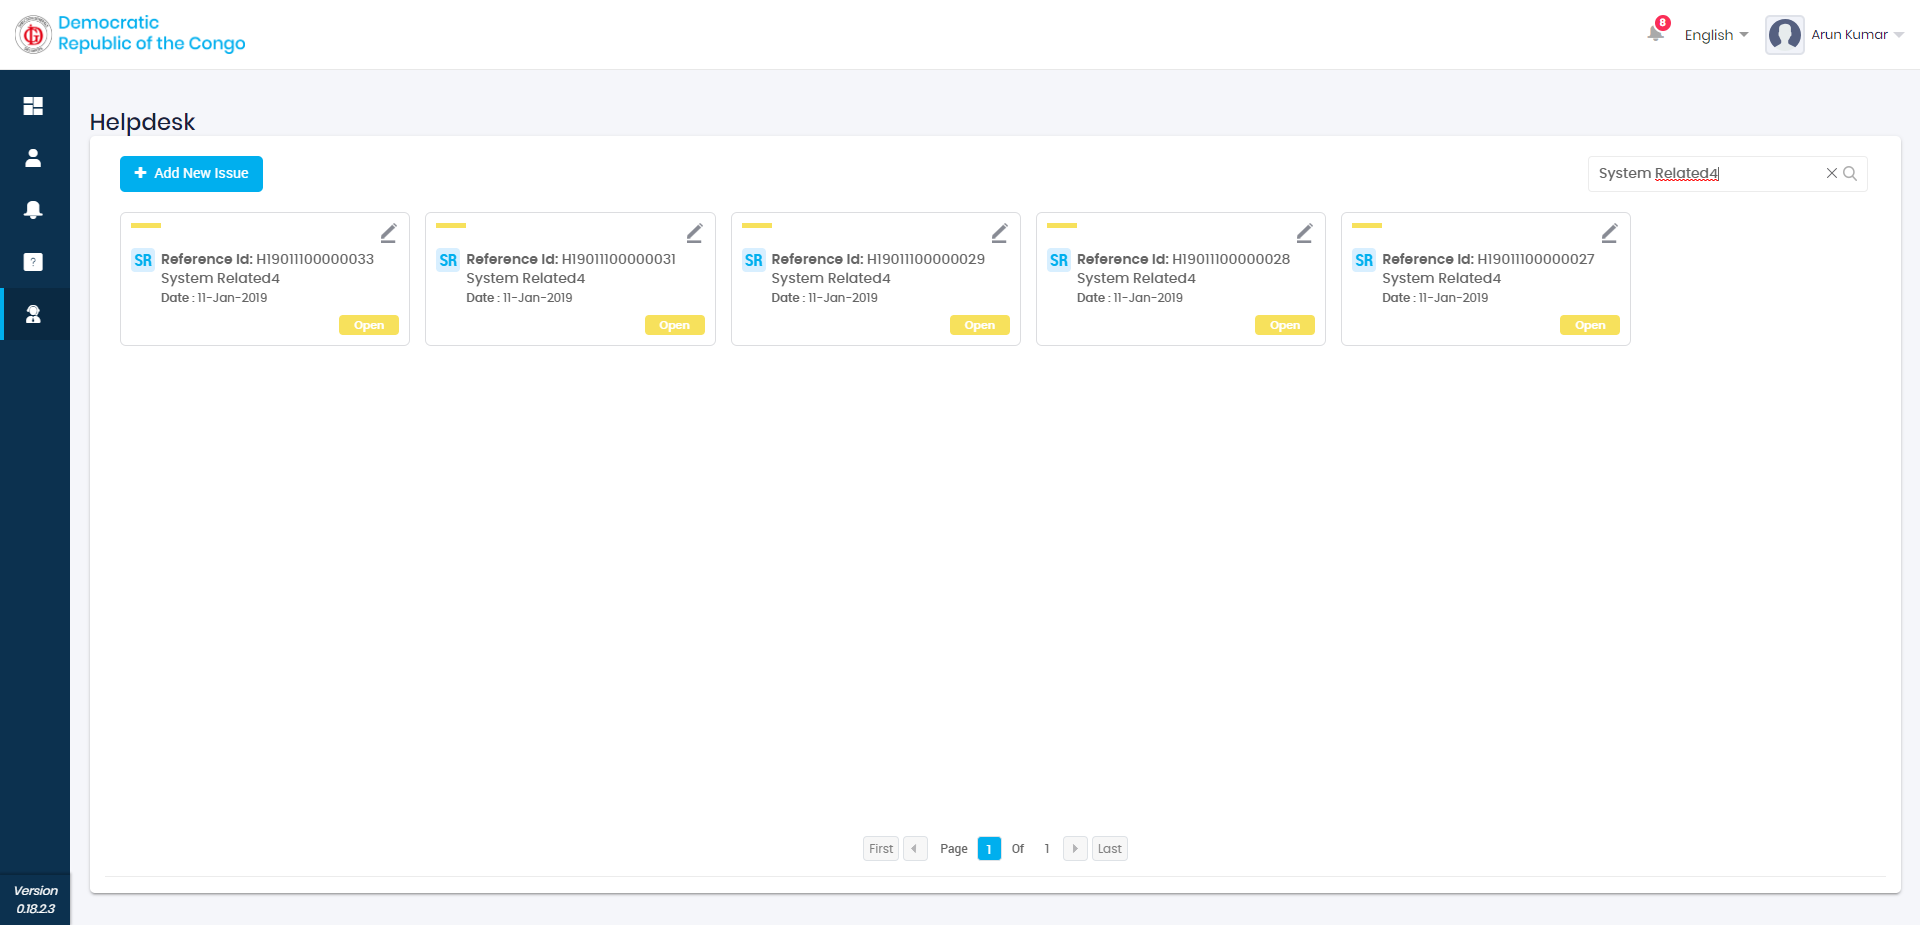 Democratic
Republic of the Congo
8
English
Arun Kumar
Helpdesk
+ Add New Issue
System Related4
SR Reference Id: H19011100000033
System Related4
Date : 11-Jan-2019
Open
SR Reference Id: H19011100000031
System Related4
Date : 11-Jan-2019
Open
SR Reference Id: H19011100000029
System Related4
Date : 11-Jan-2019
Open
SR Reference Id: H19011100000028
System Related4
Date : 11-Jan-2019
Open
SR Reference Id: H19011100000027
System Related4
Date : 11-Jan-2019
Open
First Page 1 Of 1 Last
Version
0.18.2.3